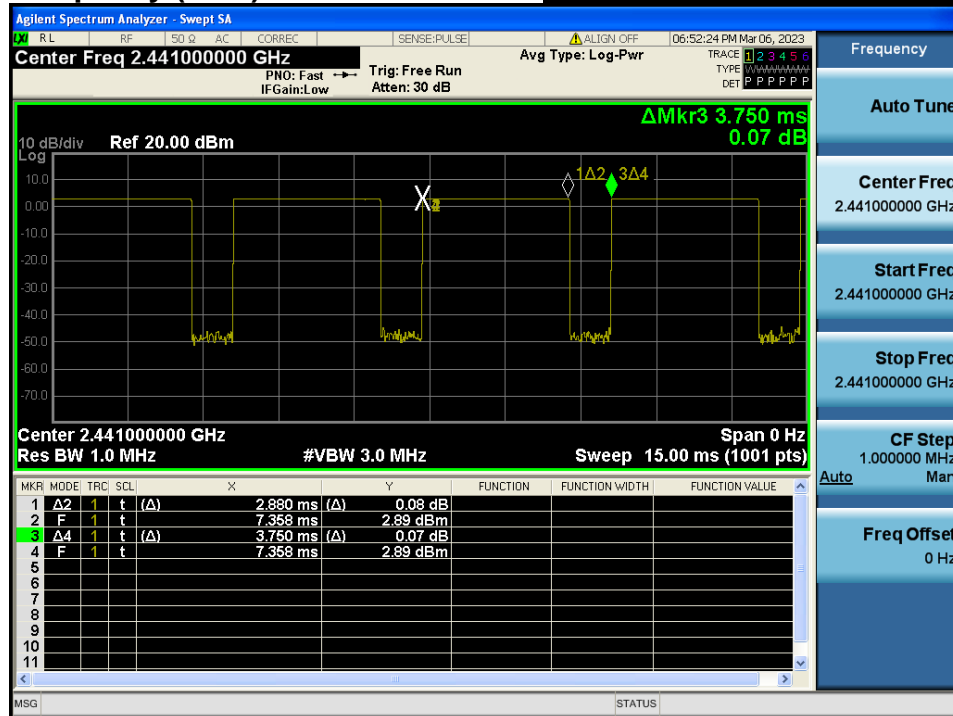 Agilent Spectrum Analyzer - Swept SA
LXI RL RF 50 Ω AC CORREC SENSE:PULSE ALIGN OFF 06:52:24 PM Mar 06, 2023
Center Freq 2.441000000 GHz Avg Type: Log-Pwr TRACE 1 2 3 4 5 6
PNO: Fast Trig: Free Run TYPE WWWWWW
IFGain:Low Atten: 30 dB DET P P P P P P
ΔMkr3 3.750 ms
0.07 dB
10 dB/div Ref 20.00 dBm
Log
1Δ2 3Δ4
10.0
X
0.00
-10.0
-20.0
-30.0
-40.0
-50.0
-60.0
-70.0
Center 2.441000000 GHz Span 0 Hz
Res BW 1.0 MHz #VBW 3.0 MHz Sweep 15.00 ms (1001 pts)
MKR MODE TRC SCL X Y FUNCTION FUNCTION WIDTH FUNCTION VALUE
1 Δ2 1 t (Δ) 2.880 ms (Δ) 0.08 dB
2 F 1 t 7.358 ms 2.89 dBm
3 Δ4 1 t (Δ) 3.750 ms (Δ) 0.07 dB
4 F 1 t 7.358 ms 2.89 dBm
5
6
7
8
9
10
11
MSG STATUS
Frequency
Auto Tune
Center Freq
2.441000000 GHz
Start Freq
2.441000000 GHz
Stop Freq
2.441000000 GHz
CF Step
1.000000 MHz
Auto Man
Freq Offset
0 Hz